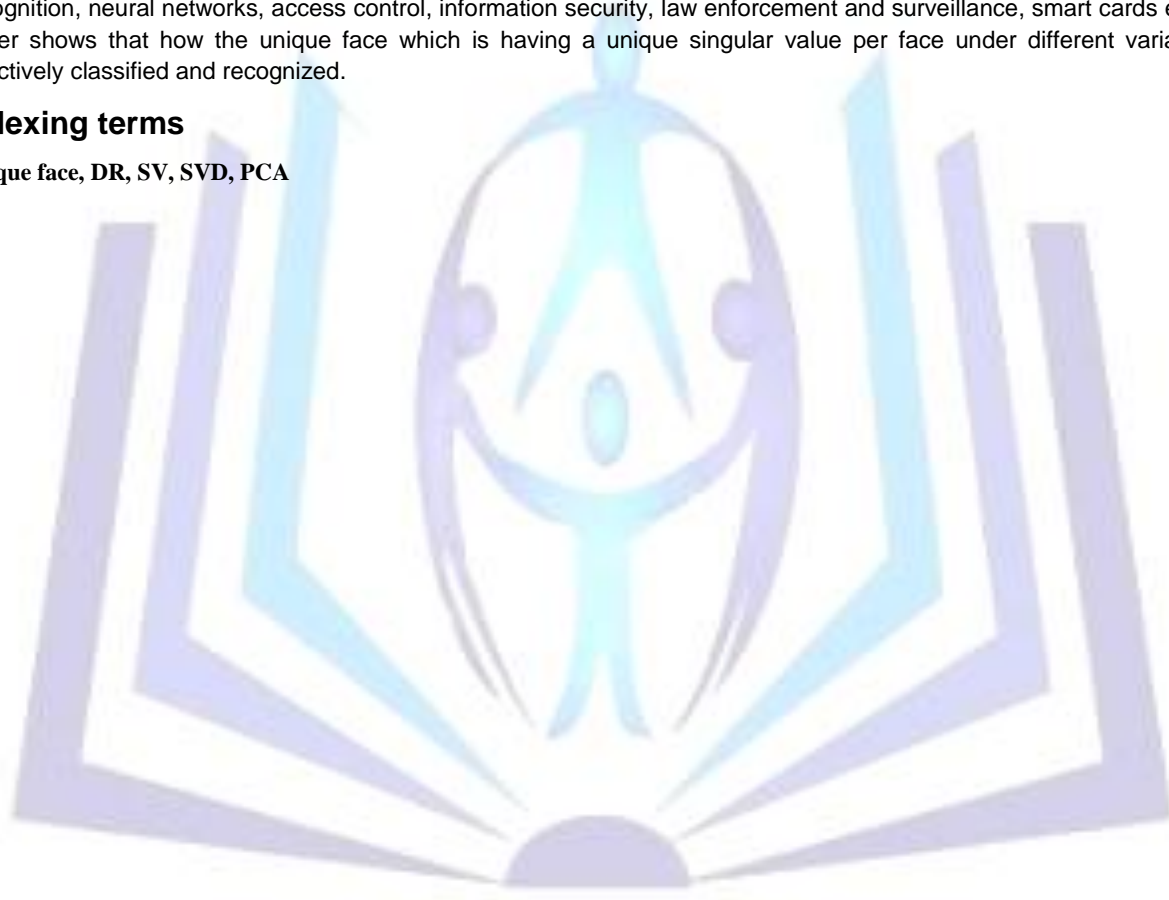 ognition, neural networks, access control, information security, law enforcement and surveillance, smart cards e
er shows that how the unique face which is having a unique singular value per face under different varia
ctively classified and recognized.
lexing terms
que face, DR, SV, SVD, PCA